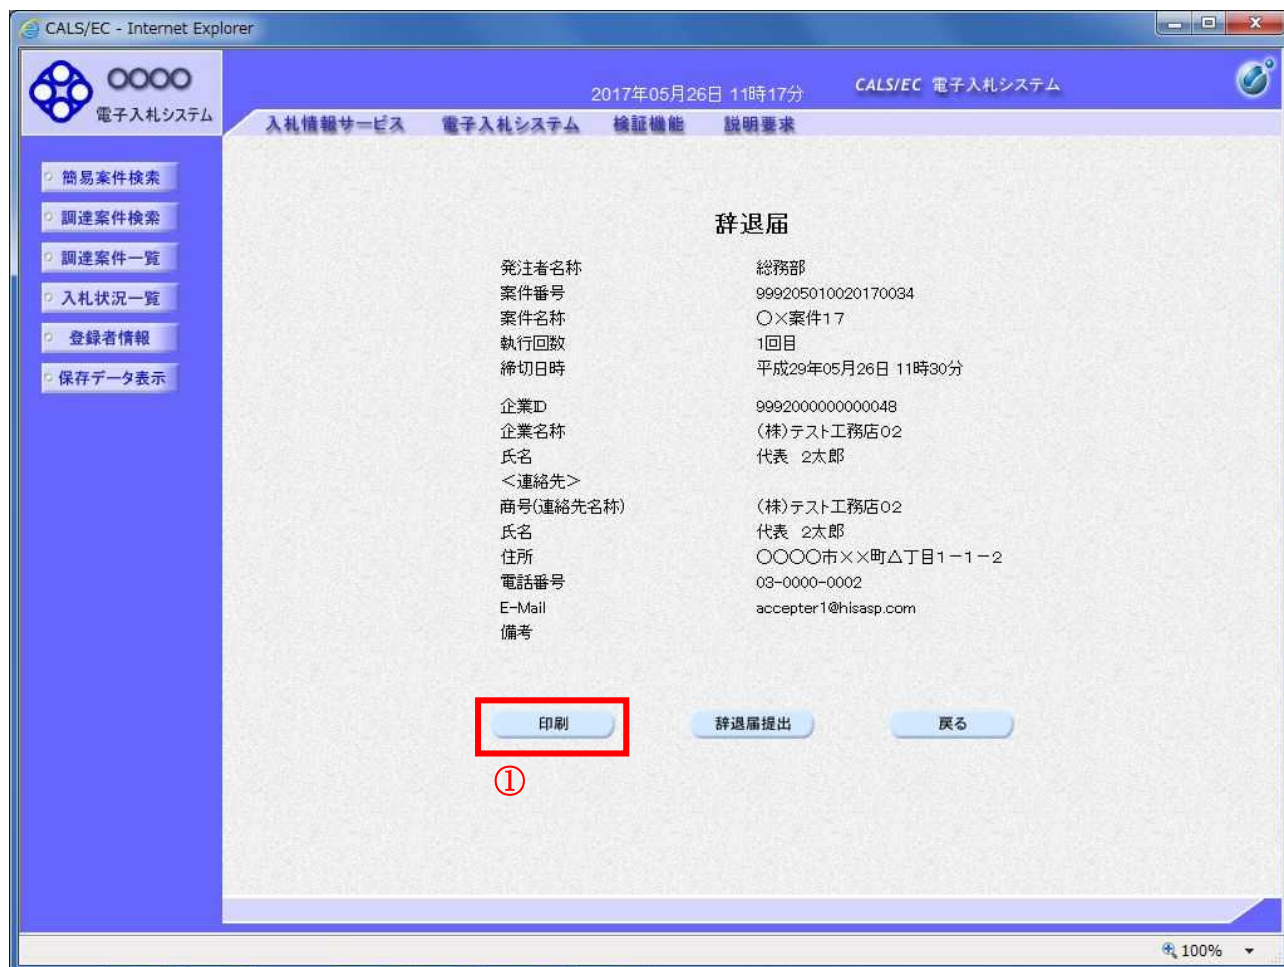 CALS/EC - Internet Explorer
〇〇〇〇
電子入札システム
2017年05月26日 11時17分
CALS/EC 電子入札システム
入札情報サービス 電子入札システム 検証機能 説明要求
簡易案件検索
調達案件検索
調達案件一覧
入札状況一覧
登録者情報
保存データ表示
辞退届
発注者名称 総務部
案件番号 999205010020170034
案件名称 〇×案件17
執行回数 1回目
締切日時 平成29年05月26日 11時30分
企業ID 9992000000000048
企業名称 (株)テスト工務店02
氏名 代表 2太郎
<連絡先>
商号(連絡先名称) (株)テスト工務店02
氏名 代表 2太郎
住所 〇〇〇〇市××町△丁目1-1-2
電話番号 03-0000-0002
E-Mail accepter1@hisasp.com
備考
印刷 辞退届提出 戻る
①
100%